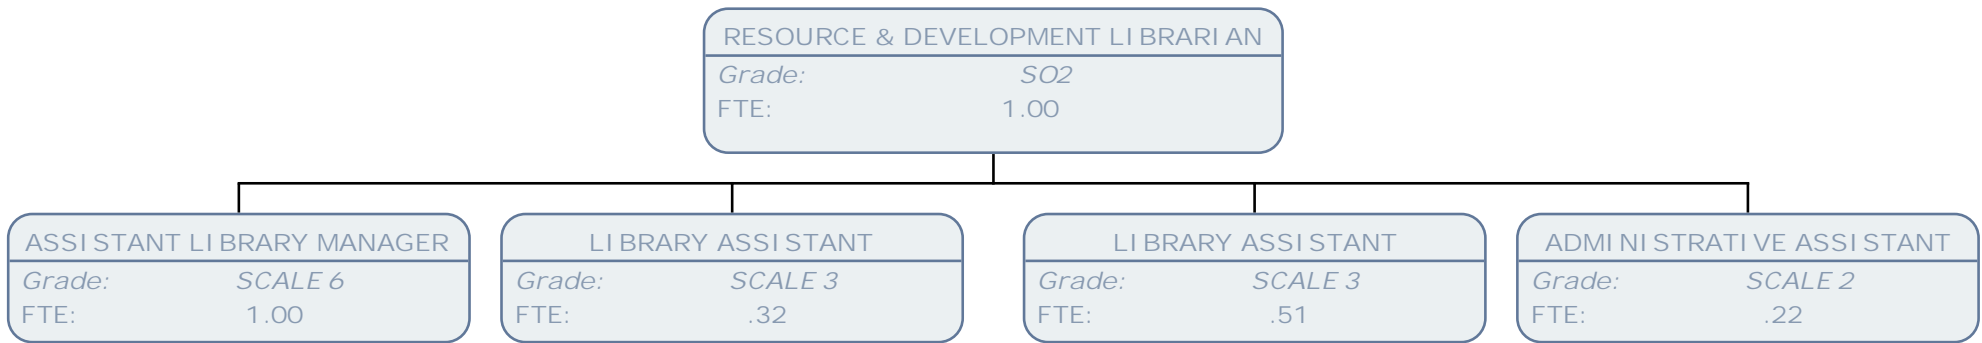 RESOURCE & DEVELOPMENT LIBRARIAN
Grade: SO2
FTE: 1.00
ASSISTANT LIBRARY MANAGER
Grade: SCALE 6
FTE: 1.00
LIBRARY ASSISTANT
Grade: SCALE 3
FTE: .32
LIBRARY ASSISTANT
Grade: SCALE 3
FTE: .51
ADMINISTRATIVE ASSISTANT
Grade: SCALE 2
FTE: .22